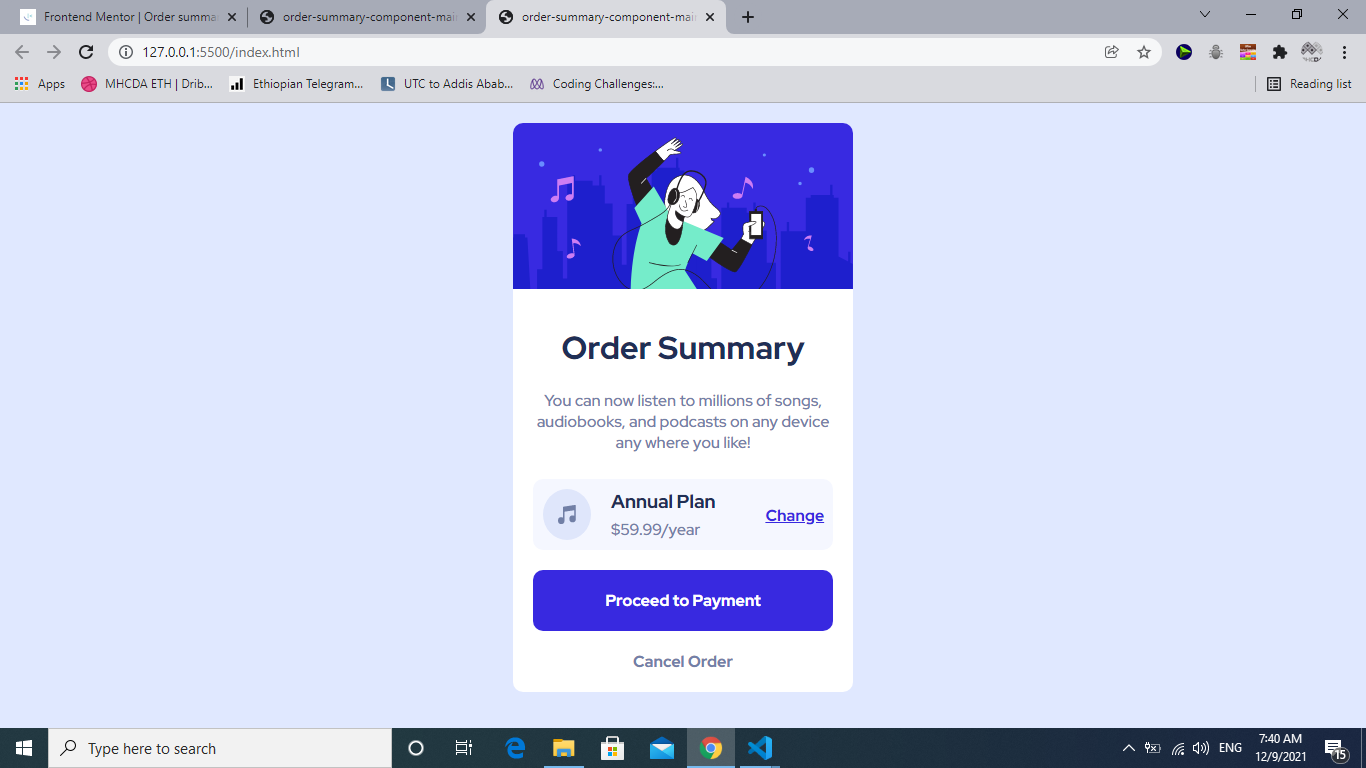 Frontend Mentor | Order summa
order-summary-component-mai
order-summary-component-mai
127.0.0.1:5500/index.html
Apps
MHCDA ETH | Drib...
Ethiopian Telegram...
UTC to Addis Abab...
Coding Challenges:...
Reading list
Order Summary
You can now listen to millions of songs,
audiobooks, and podcasts on any device
any where you like!
Annual Plan
$59.99/year
Change
Proceed to Payment
Cancel Order
Type here to search
ENG
7:40 AM
12/9/2021
15